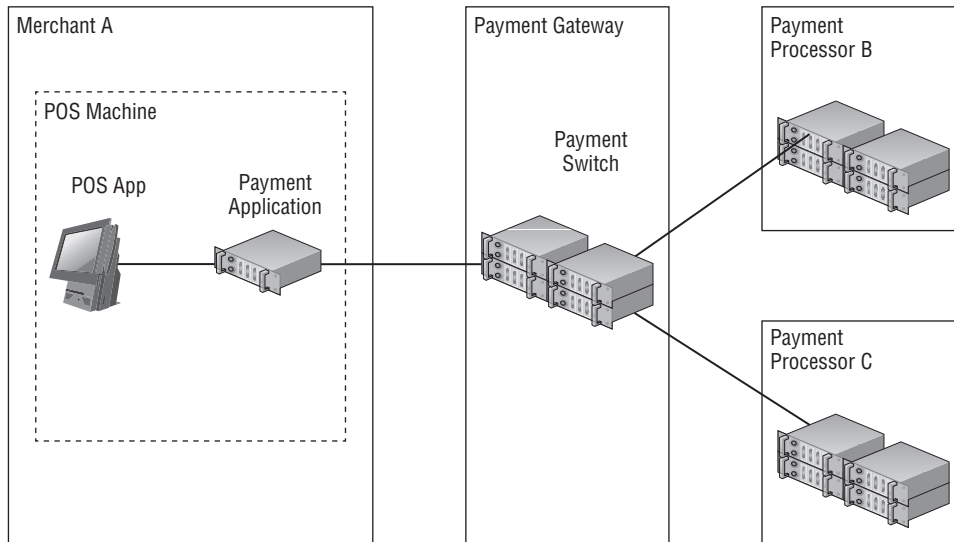 Merchant A
POS Machine
POS App
Payment
Application
Payment Gateway
Payment
Switch
Payment
Processor B
Payment
Processor C